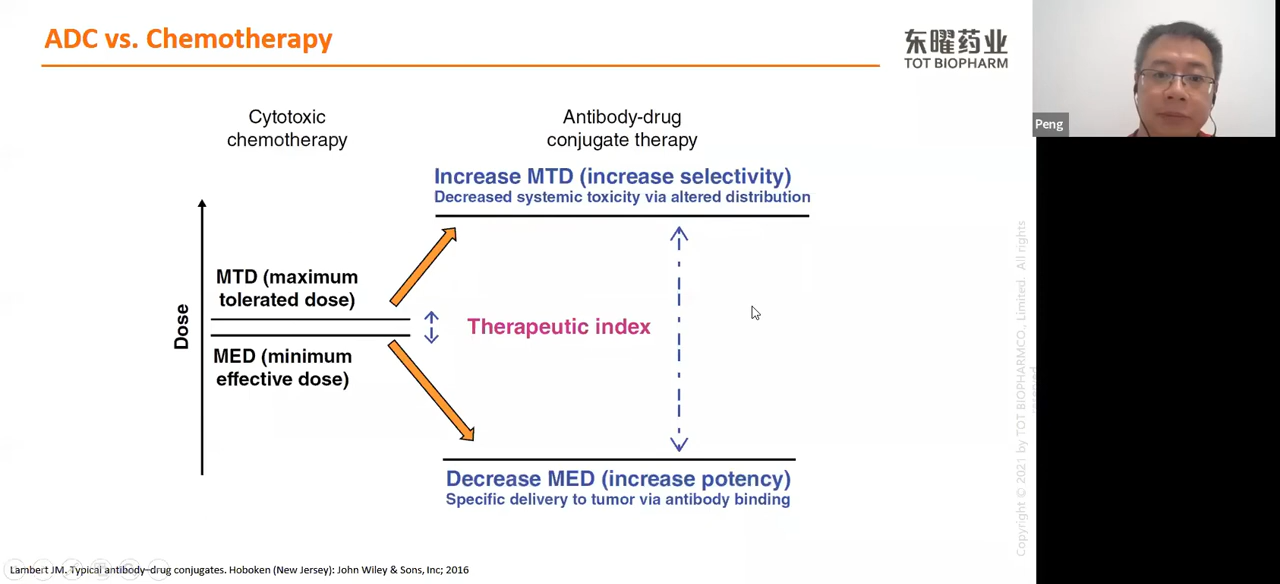 ADC vs. Chemotherapy
东曜药业
TOT BIOPHARM
Peng
Cytotoxic
chemotherapy
Antibody-drug
conjugate therapy
Increase MTD (increase selectivity)
Decreased systemic toxicity via altered distribution
Dose
MTD (maximum
tolerated dose)
MED (minimum
effective dose)
Therapeutic index
Decrease MED (increase potency)
Specific delivery to tumor via antibody binding
Copyright © 2021 by TOT BIOPHARMCO., Limited. All rights
reserved
Lambert JM. Typical antibody–drug conjugates. Hoboken (New Jersey): John Wiley & Sons, Inc; 2016